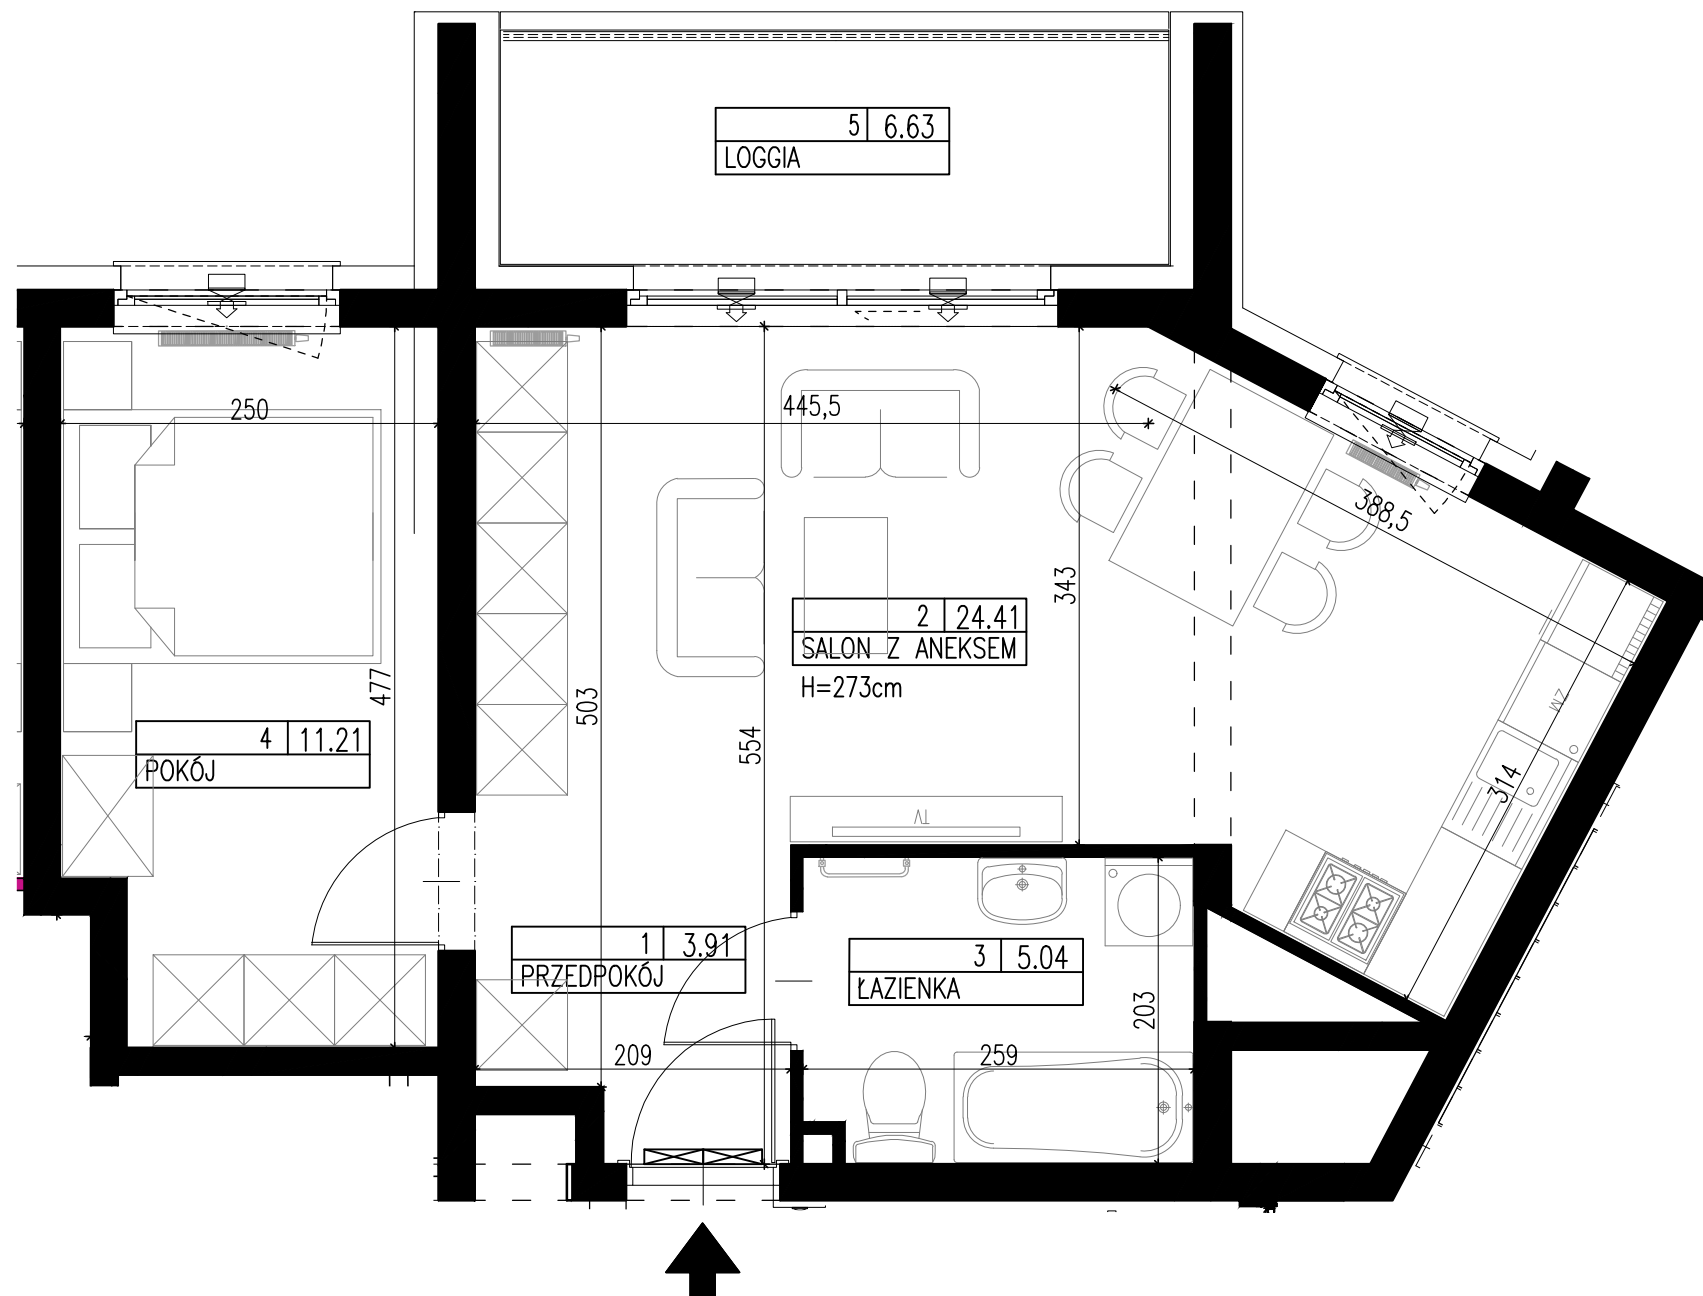 5 6.63
LOGGIA
250
445,5
388,5
343
2 24.41
SALON Z ANEKSEM
H=273cm
477
503
554
4 11.21
POKÓJ
ZM
314
TV
1 3.91
PRZEDPOKÓJ
3 5.04
ŁAZIENKA
203
209
259